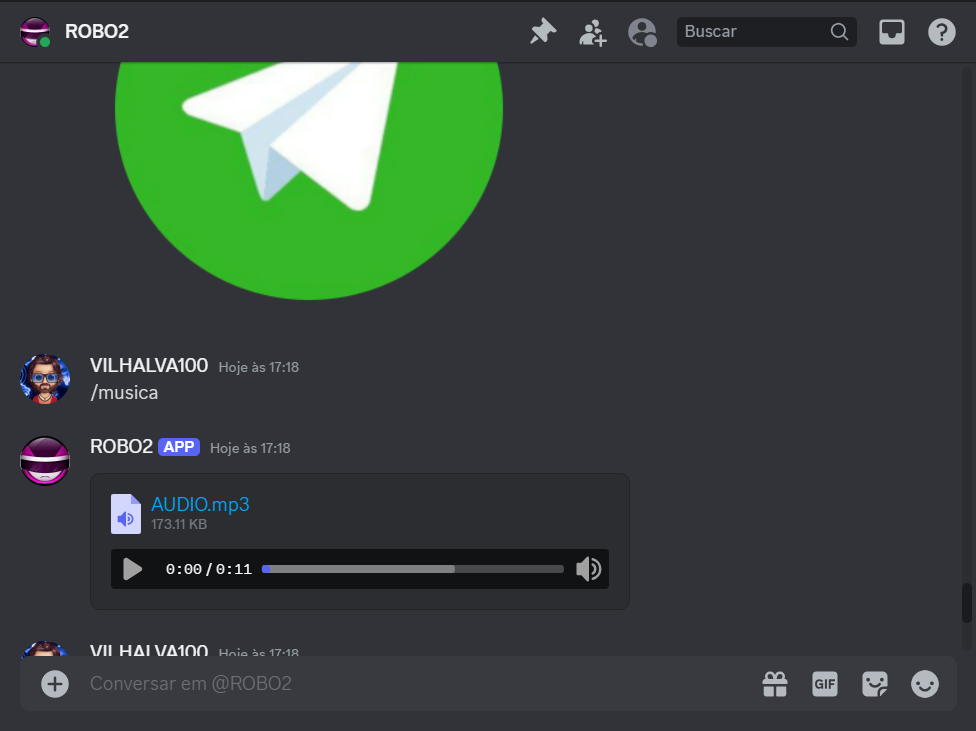 ROBO2
Buscar
VILHALVA100 Hoje às 17:18
/musica
ROBO2 APP Hoje às 17:18
AUDIO.mp3
173.11 KB
0:00 / 0:11
VILHALVA100 Hoje às 17:18
Conversar em @ROBO2
GIF